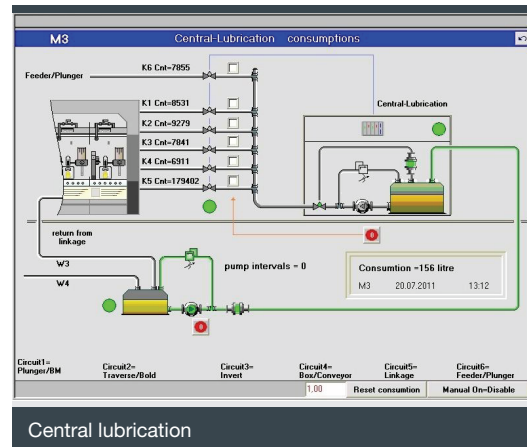 M3 Central-Lubrication consumptions
K6 Cnt=7855
Feeder/Plunger
K1 Cnt=8531
Central-Lubrication
K2 Cnt=9279
K3 Cnt=7841
K4 Cnt=6911
K5 Cnt=179402
return from
linkage
W3
pump intervals = 0
Consumtion =156 litre
W4
M3 20.07.2011 13:12
Circuit1=
Plunger/BM
Circuit2=
Traverse/Bold
Circuit3=
Invert
Circuit4=
Box/Conveyor
Circuit5=
Linkage
Circuit6=
Feeder/Plunger
1,00 Reset consumtion Manual On=Disable
Central lubrication